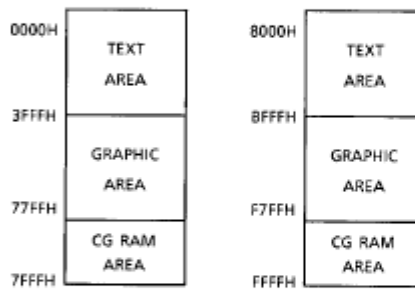 0000H
TEXT
AREA
3FFFH
GRAPHIC
AREA
77FFH
CG RAM
AREA
7FFFH
8000H
TEXT
AREA
BFFFH
GRAPHIC
AREA
F7FFH
CG RAM
AREA
FFFFH